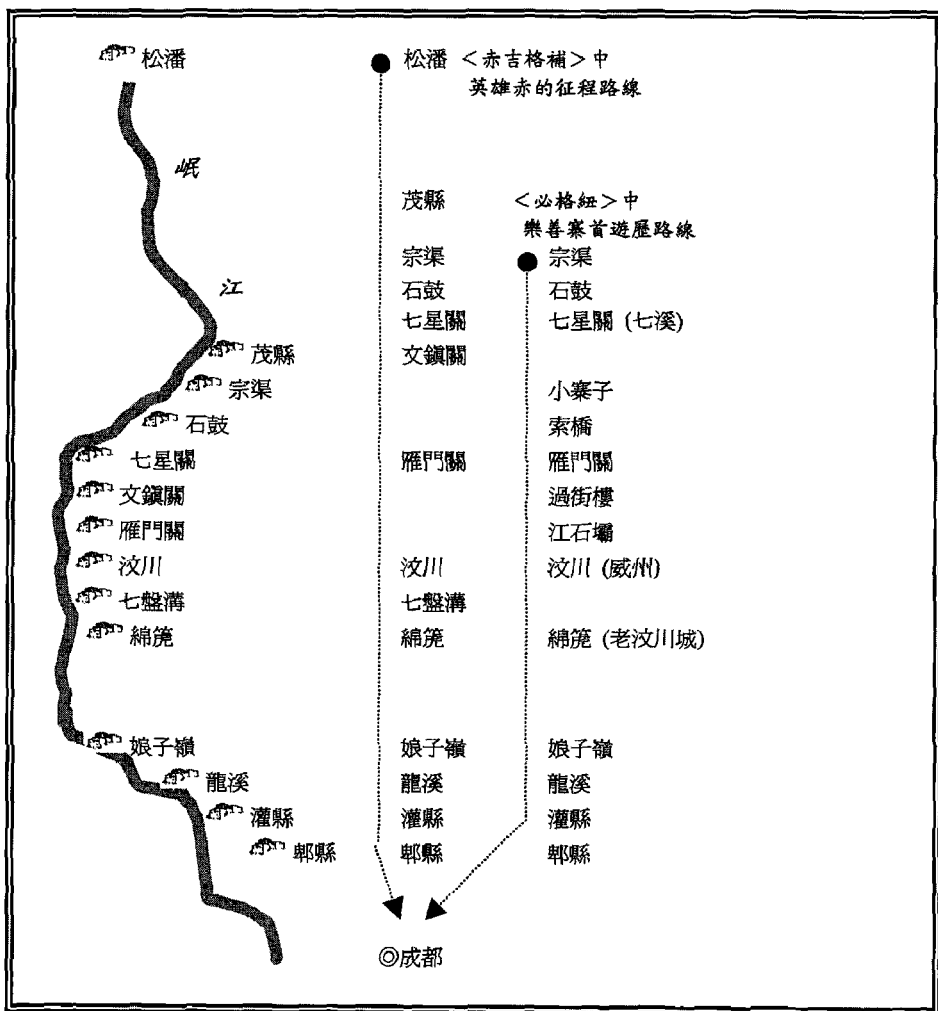 松潘 松潘 <赤吉格補>中
英雄赤的征程路線
岷
茂縣 <必格紐>中
樂善寨首遊歷路線
宗渠 宗渠
江 石鼓 石鼓
七星關 七星關 (七溪)
茂縣 文鎭關
宗渠 小寨子
石鼓 索橋
七星關 雁門關 雁門關
文鎭關 過街樓
雁門關 江石壩
汶川 汶川 汶川 (威州)
七盤溝 七盤溝
綿箎 綿箎 綿箎 (老汶川城)
娘子嶺 娘子嶺 娘子嶺
龍溪 龍溪 龍溪
灌縣 灌縣 灌縣
郫縣 郫縣 郫縣
◎成都